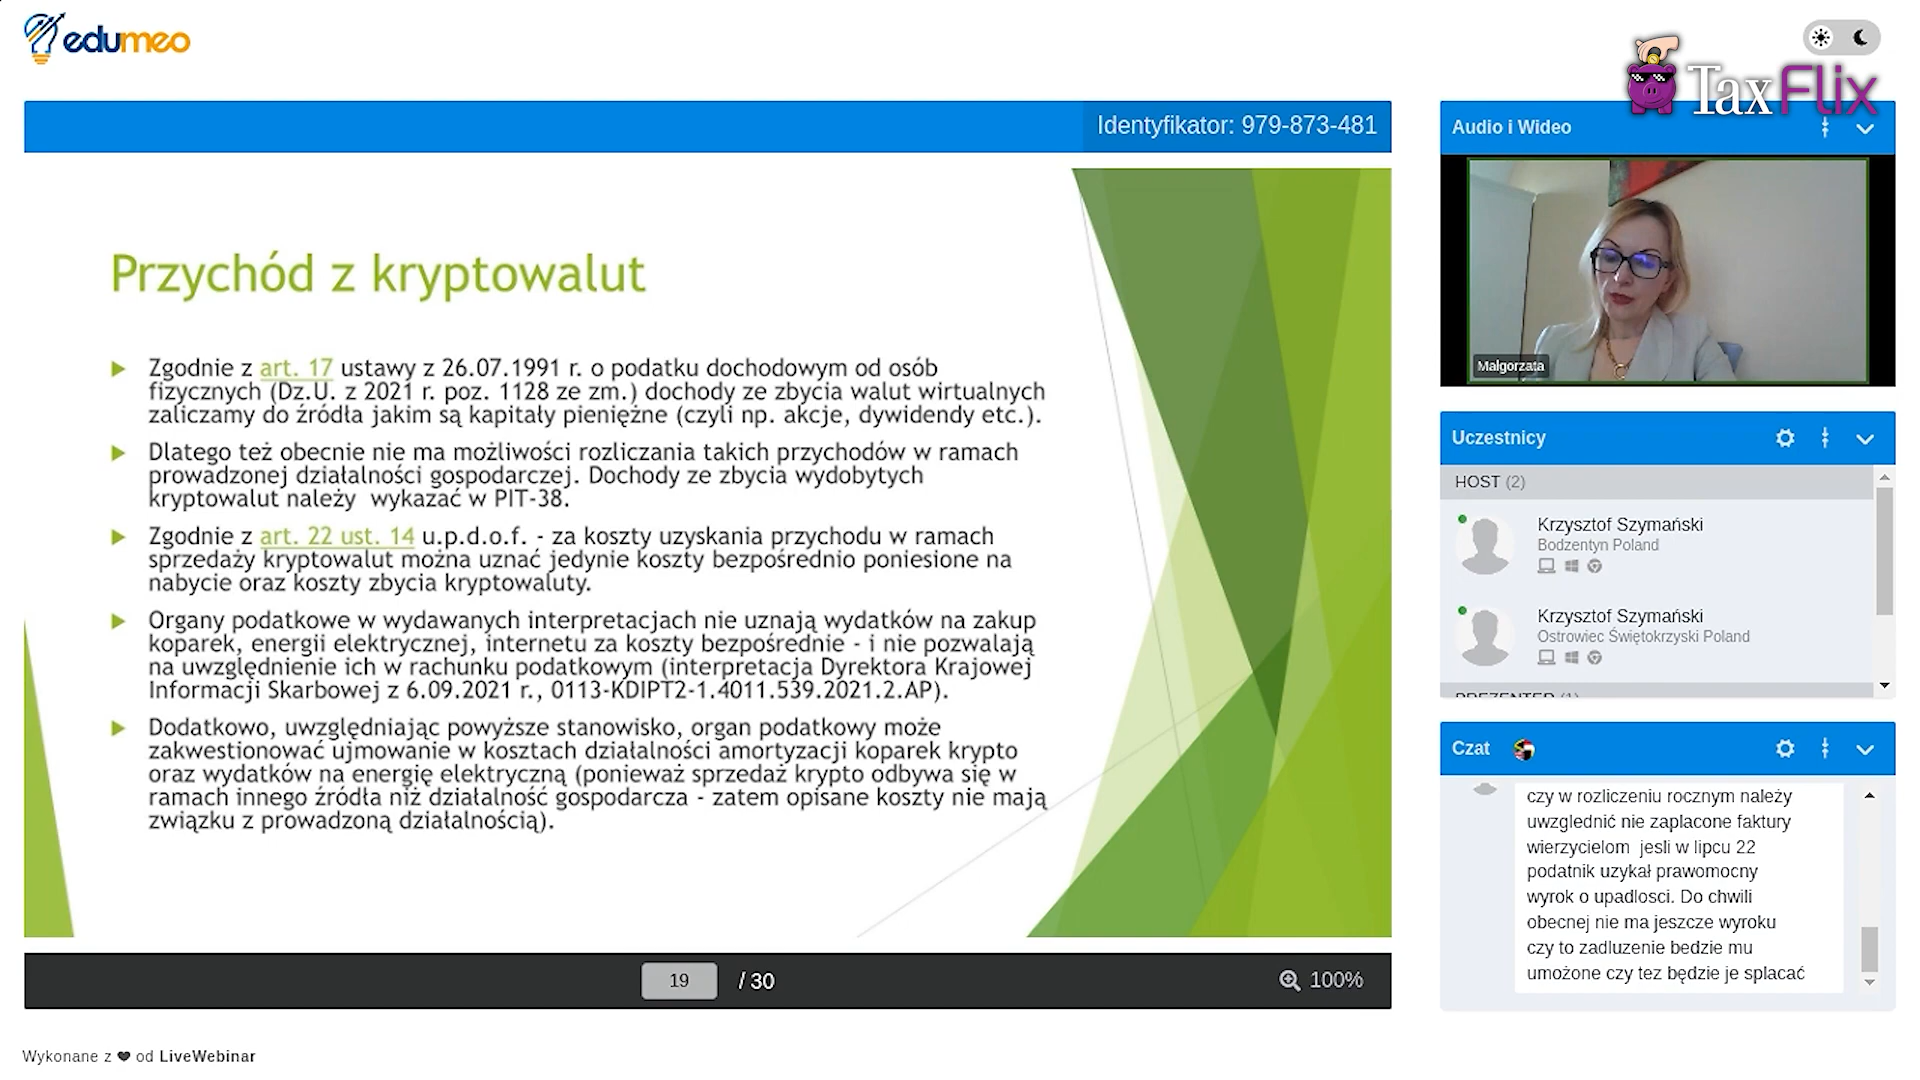 edumeo
TaxFlix
Identyfikator: 979-873-481
Przychód z kryptowalut
Zgodnie z art. 17 ustawy z 26.07.1991 r. o podatku dochodowym od osób
fizycznych (Dz.U. z 2021 r. poz. 1128 ze zm.) dochody ze zbycia walut wirtualnych
zaliczamy do źródła jakim są kapitały pieniężne (czyli np. akcje, dywidendy etc.).
Dlatego też obecnie nie ma możliwości rozliczania takich przychodów w ramach
prowadzonej działalności gospodarczej. Dochody ze zbycia wydobytych
kryptowalut należy wykazać w PIT-38.
Zgodnie z art. 22 ust. 14 u.p.d.o.f. - za koszty uzyskania przychodu w ramach
sprzedaży kryptowalut można uznać jedynie koszty bezpośrednio poniesione na
nabycie oraz koszty zbycia kryptowaluty.
Organy podatkowe w wydawanych interpretacjach nie uznają wydatków na zakup
koparek, energii elektrycznej, internetu za koszty bezpośrednie - i nie pozwalają
na uwzględnienie ich w rachunku podatkowym (interpretacja Dyrektora Krajowej
Informacji Skarbowej z 6.09.2021 r., 0113-KDIPT2-1.4011.539.2021.2.AP).
Dodatkowo, uwzględniając powyższe stanowisko, organ podatkowy może
zakwestionować ujmowanie w kosztach działalności amortyzacji koparek krypto
oraz wydatków na energię elektryczną (ponieważ sprzedaż krypto odbywa się w
ramach innego źródła niż działalność gospodarcza - zatem opisane koszty nie mają
związku z prowadzoną działalnością).
19 / 30
100%
Wykonane z ❤ od LiveWebinar
Audio i Wideo
Małgorzata
Uczestnicy
HOST (2)
Krzysztof Szymański
Bodzentyn Poland
Krzysztof Szymański
Ostrowiec Świętokrzyski Poland
PREZENTER (1)
Czat
czy w rozliczeniu rocznym należy
uwzglednić nie zaplacone faktury
wierzycielom jesli w lipcu 22
podatnik uzykał prawomocny
wyrok o upadlosci. Do chwili
obecnej nie ma jeszcze wyroku
czy to zadluzenie bedzie mu
umożone czy tez będzie je splacać